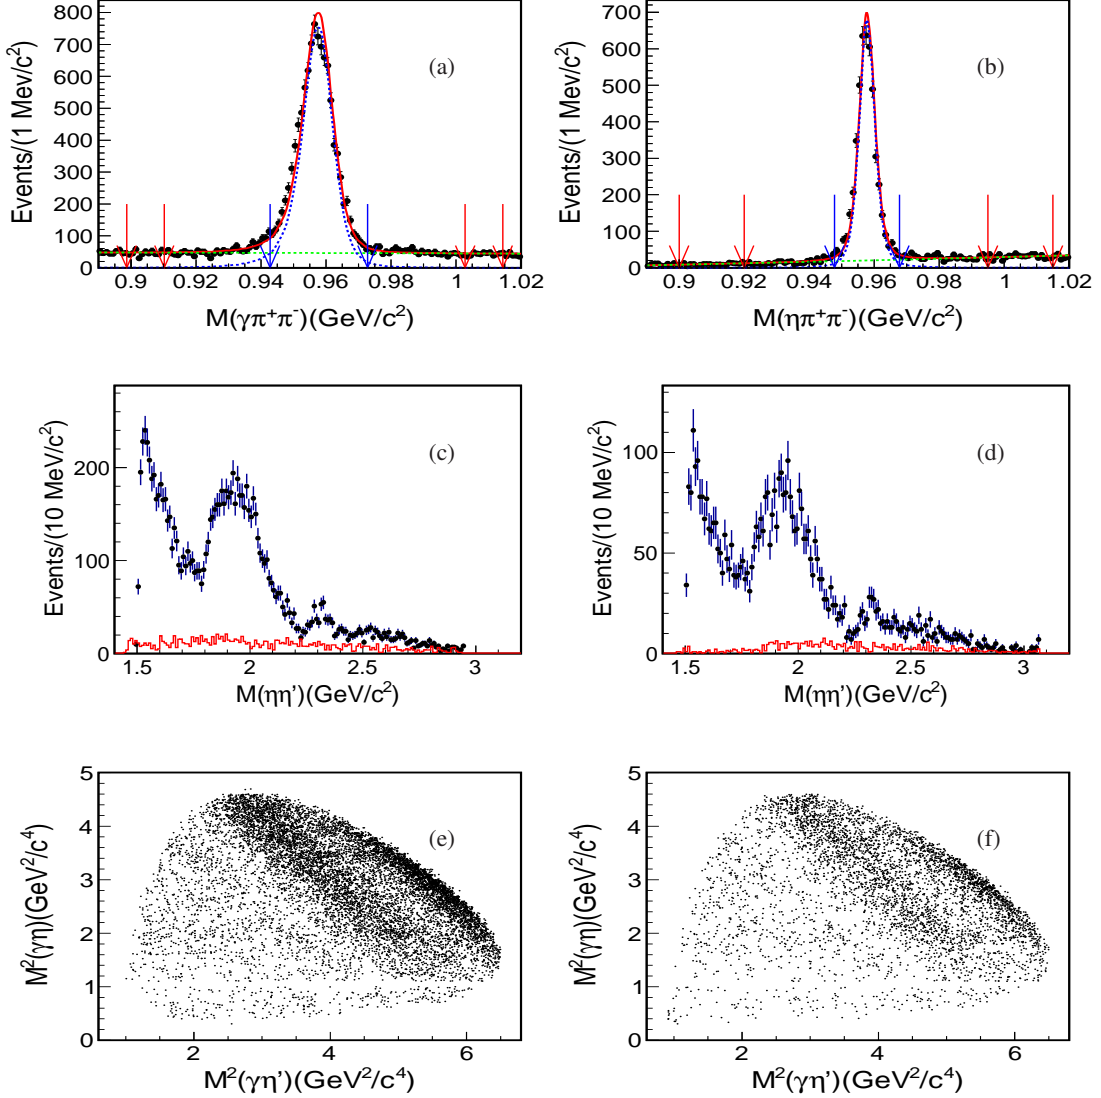 800
700
600
500
400
300
200
100
0
Events/(1 Mev/c²)
(a)
0.9 0.92 0.94 0.96 0.98 1 1.02
M(γπ⁺π⁻)(GeV/c²)
700
600
500
400
300
200
100
0
Events/(1 Mev/c²)
(b)
0.9 0.92 0.94 0.96 0.98 1 1.02
M(ηπ⁺π⁻)(GeV/c²)
200
100
0
Events/(10 MeV/c²)
(c)
1.5 2 2.5 3
M(ηη')(GeV/c²)
100
50
0
Events/(10 MeV/c²)
(d)
1.5 2 2.5 3
M(ηη')(GeV/c²)
5
4
3
2
1
0
M²(γη)(GeV²/c⁴)
(e)
2 4 6
M²(γη')(GeV²/c⁴)
5
4
3
2
1
0
M²(γη)(GeV²/c⁴)
(f)
2 4 6
M²(γη')(GeV²/c⁴)